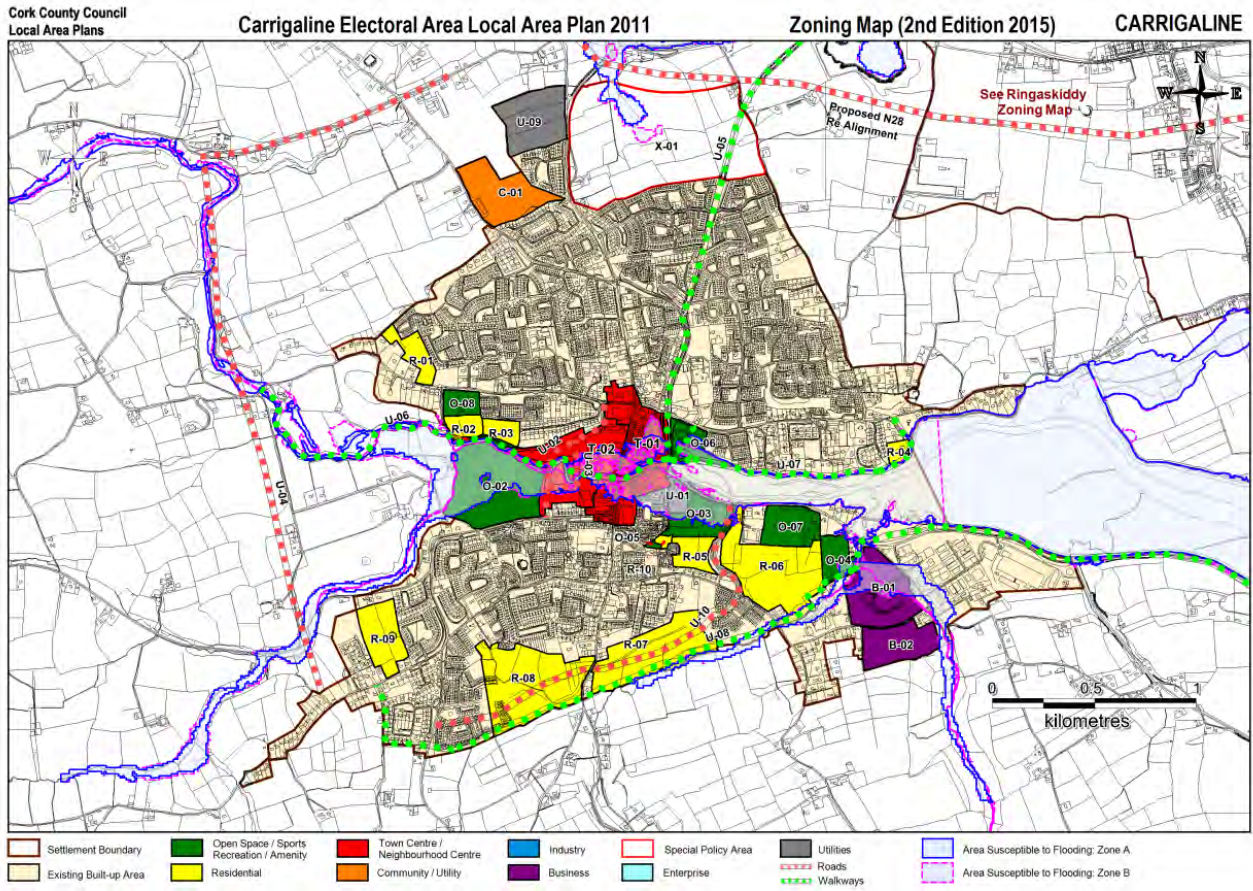 Cork County Council
Local Area Plans
Carrigaline Electoral Area Local Area Plan 2011
Zoning Map (2nd Edition 2015)
CARRIGALINE
N
W E
S
See Ringaskiddy
Zoning Map
Proposed N28
Re Alignment
U-09
X-01
U-05
C-01
N
W E
R-01
O-08
U-06
R-02
R-03
U-02
T-02
T-01
O-06
U-03
U-07
R-04
U-04
O-02
U-01
O-03
O-07
O-05
R-05
R-10
R-06
O-04
B-01
U-10
U-08
B-02
R-09
R-07
R-08
0 0.5 1
kilometres
Settlement Boundary
Existing Built-up Area
Open Space / Sports
Recreation / Amenity
Residential
Town Centre /
Neighbourhood Centre
Community / Utility
Industry
Business
Special Policy Area
Enterprise
Utilities
Roads
Walkways
Area Susceptible to Flooding: Zone A
Area Susceptible to Flooding: Zone B